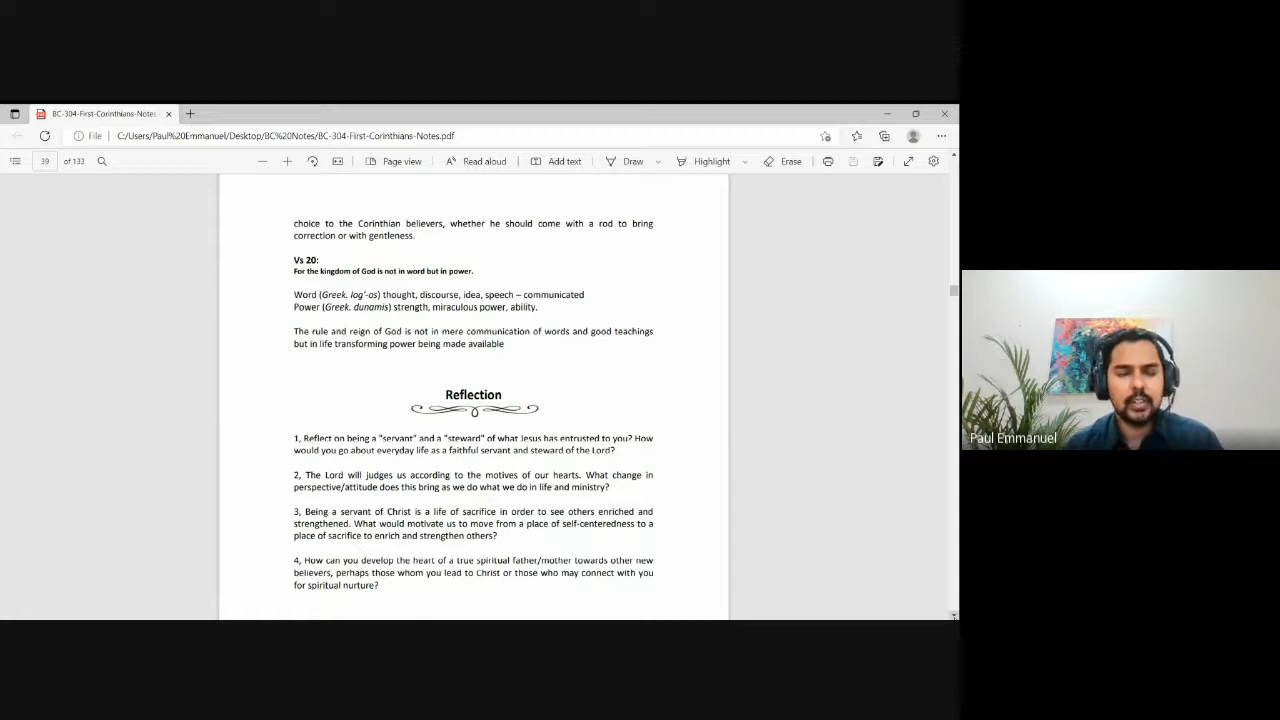 BC-304-First-Corinthians-Notes
File C:/Users/Paul%20Emmanuel/Desktop/BC%20Notes/BC-304-First-Corinthians-Notes.pdf
39 of 133 Page view Read aloud Add text Draw Highlight Erase
choice to the Corinthian believers, whether he should come with a rod to bring
correction or with gentleness.
Vs 20:
For the kingdom of God is not in word but in power.
Word (Greek. log'-os) thought, discourse, idea, speech – communicated
Power (Greek. dunamis) strength, miraculous power, ability.
The rule and reign of God is not in mere communication of words and good teachings
but in life transforming power being made available
Reflection
1, Reflect on being a "servant" and a "steward" of what Jesus has entrusted to you? How
would you go about everyday life as a faithful servant and steward of the Lord?
2, The Lord will judges us according to the motives of our hearts. What change in
perspective/attitude does this bring as we do what we do in life and ministry?
3, Being a servant of Christ is a life of sacrifice in order to see others enriched and
strengthened. What would motivate us to move from a place of self-centeredness to a
place of sacrifice to enrich and strengthen others?
4, How can you develop the heart of a true spiritual father/mother towards other new
believers, perhaps those whom you lead to Christ or those who may connect with you
for spiritual nurture?
Paul Emmanuel